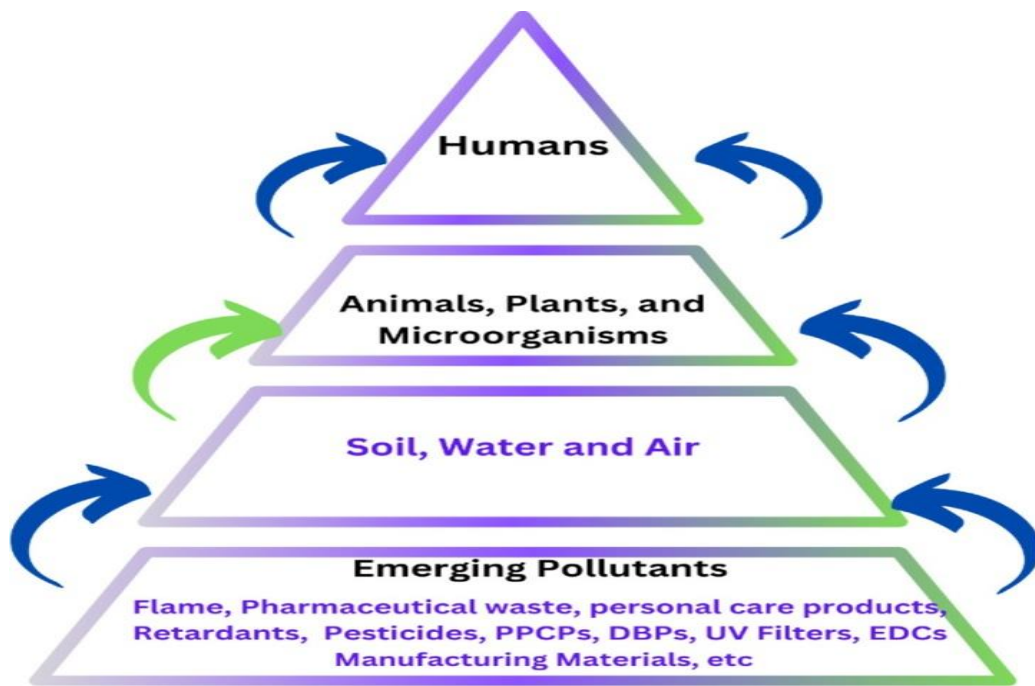 Humans
Animals, Plants, and
Microorganisms
Soil, Water and Air
Emerging Pollutants
Flame, Pharmaceutical waste, personal care products,
Retardants, Pesticides, PPCPs, DBPs, UV Filters, EDCs
Manufacturing Materials, etc